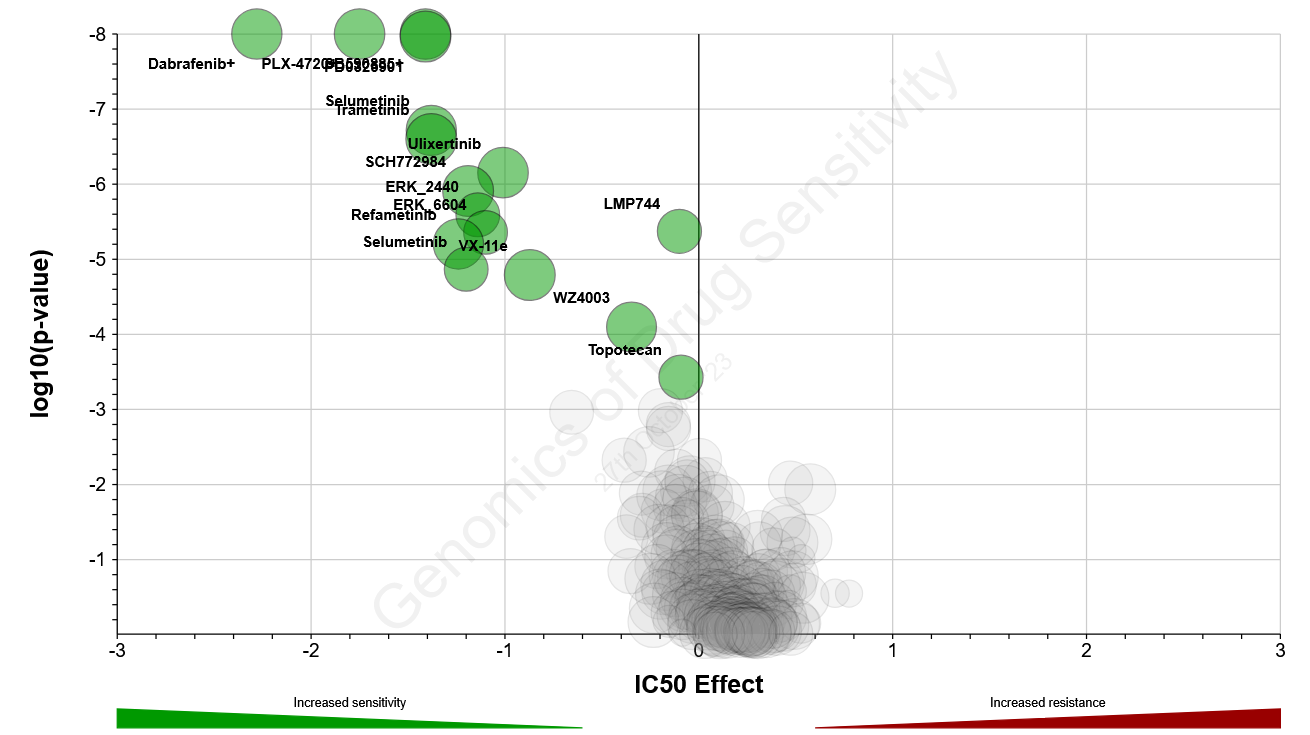 -8
Dabrafenib+
PLX-4720+
SB590885+
PD0325901
-7
Selumetinib
Trametinib
Ulixertinib
SCH772984
-6
ERK_2440
ERK_6604
LMP744
Refametinib
Selumetinib
VX-11e
-5
WZ4003
-4
Topotecan
-3
-2
-1
log10(p-value)
Genomics of Drug Sensitivity
-3
-2
-1
0
1
2
3
IC50 Effect
Increased sensitivity
Increased resistance